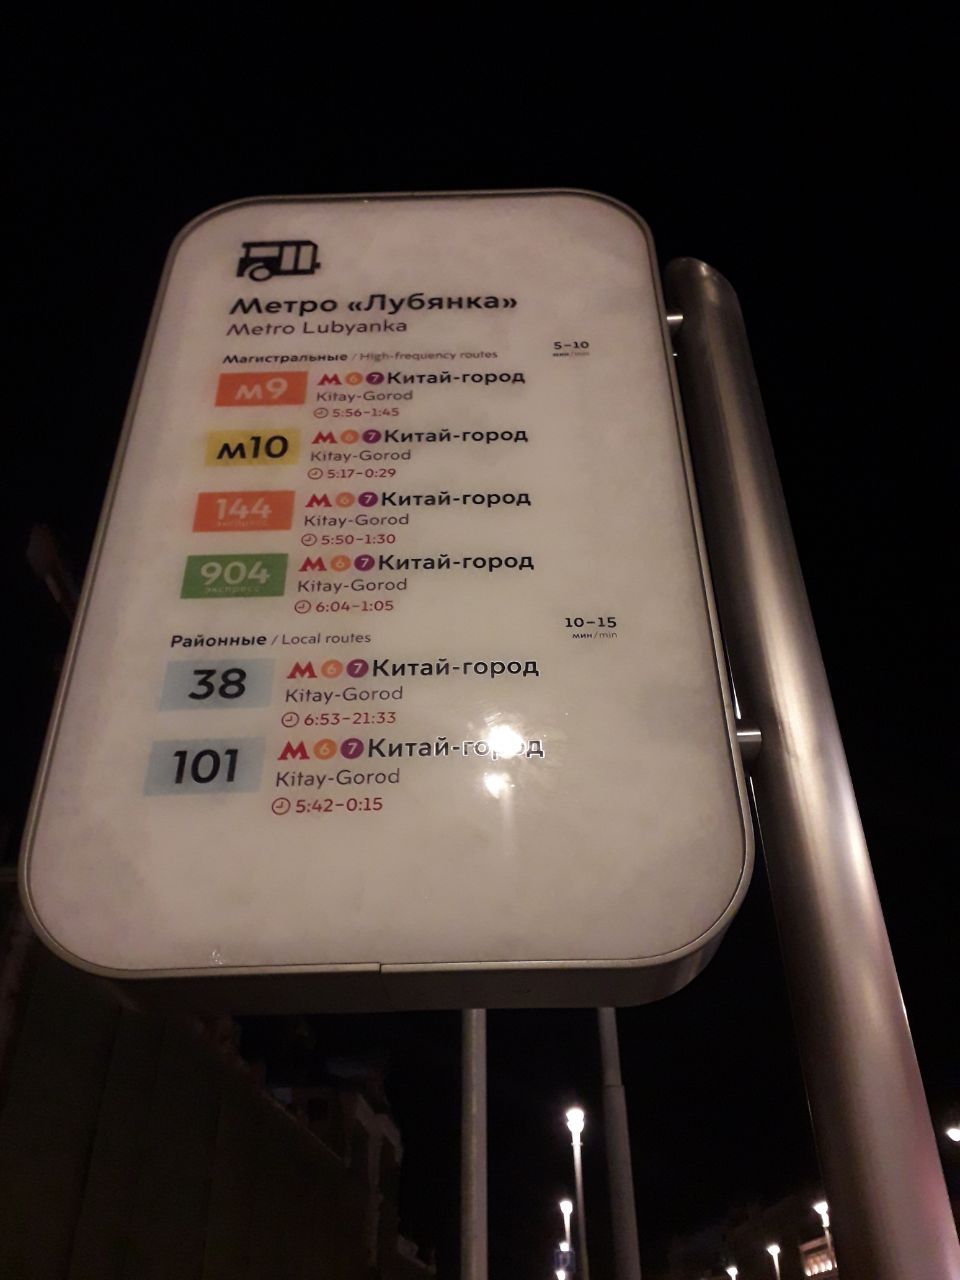 Метро «Лубянка»
Metro Lubyanka
Магистральные / High-frequency routes 5–10
мин/min
м9 М 6 7 Китай-город
Kitay-Gorod
5:56–1:45
м10 М 6 7 Китай-город
Kitay-Gorod
5:17–0:29
144 М 6 7 Китай-город
экспресс Kitay-Gorod
5:50–1:30
904 М 6 7 Китай-город
экспресс Kitay-Gorod
6:04–1:05
Районные / Local routes 10–15
мин/min
38 М 6 7 Китай-город
Kitay-Gorod
6:53–21:33
101 М 6 7 Китай-город
Kitay-Gorod
5:42–0:15